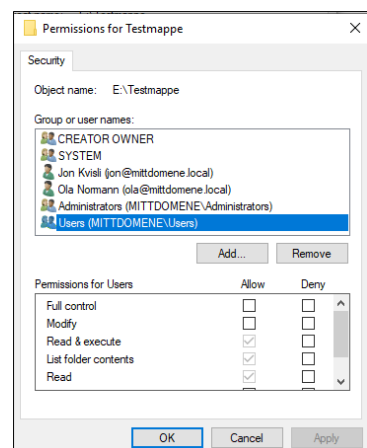 Permissions for Testmappe
Security
Object name: E:\Testmappe
Group or user names:
CREATOR OWNER
SYSTEM
Jon Kvisli (jon@mittdomene.local)
Ola Normann (ola@mittdomene.local)
Administrators (MITTDOMENE\Administrators)
Users (MITTDOMENE\Users)
Add... Remove
Permissions for Users Allow Deny
Full control
Modify
Read & execute
List folder contents
Read
OK Cancel Apply